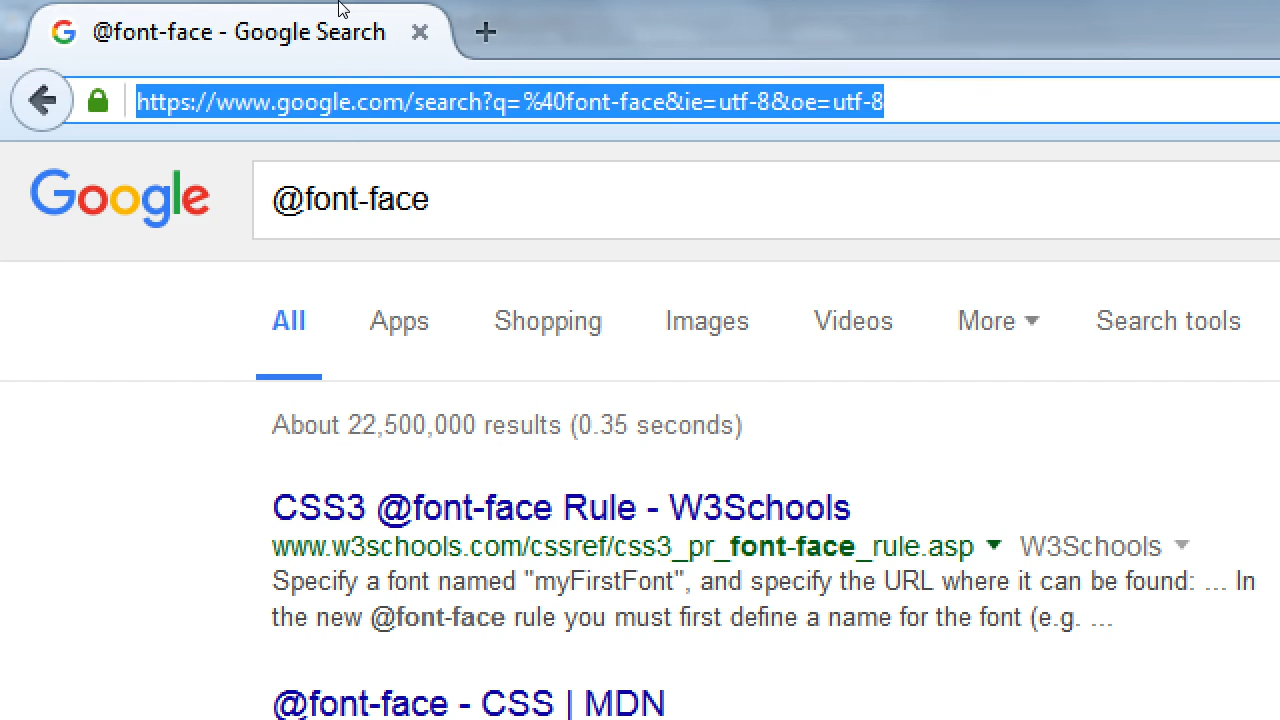 @font-face - Google Search
https://www.google.com/search?q=%40font-face&ie=utf-8&oe=utf-8
Google
@font-face
All Apps Shopping Images Videos More Search tools
About 22,500,000 results (0.35 seconds)
CSS3 @font-face Rule - W3Schools
www.w3schools.com/cssref/css3_pr_font-face_rule.asp W3Schools
Specify a font named "myFirstFont", and specify the URL where it can be found: ... In
the new @font-face rule you must first define a name for the font (e.g. ...
@font-face - CSS | MDN